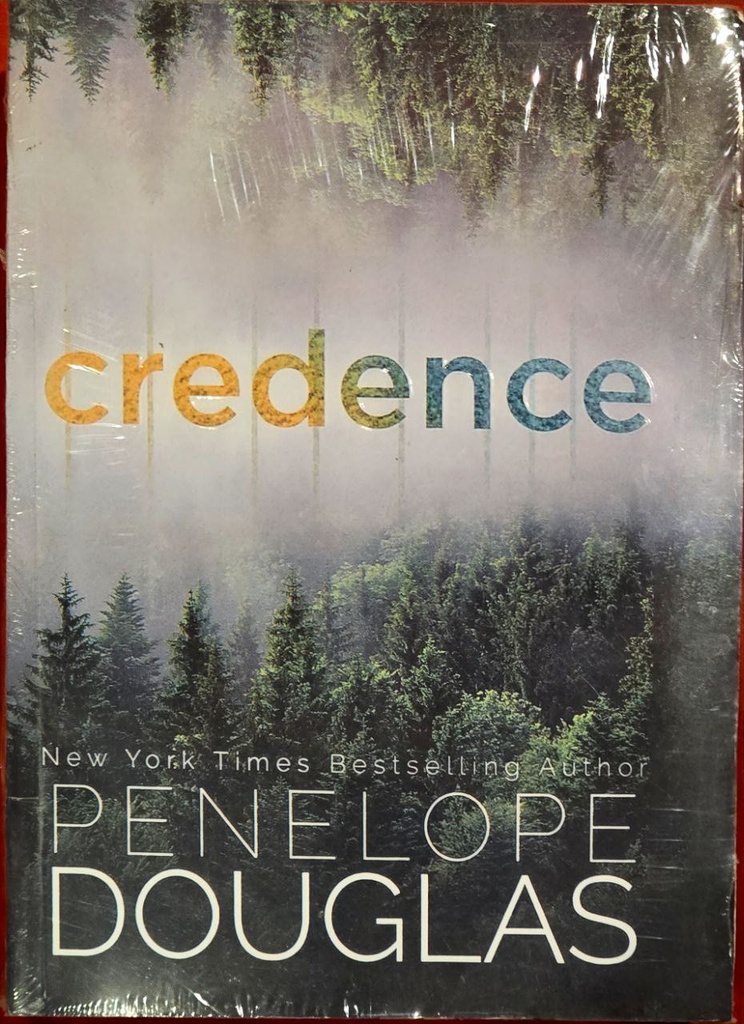 credence
New York Times Bestselling Author
PENELOPE
DOUGLAS